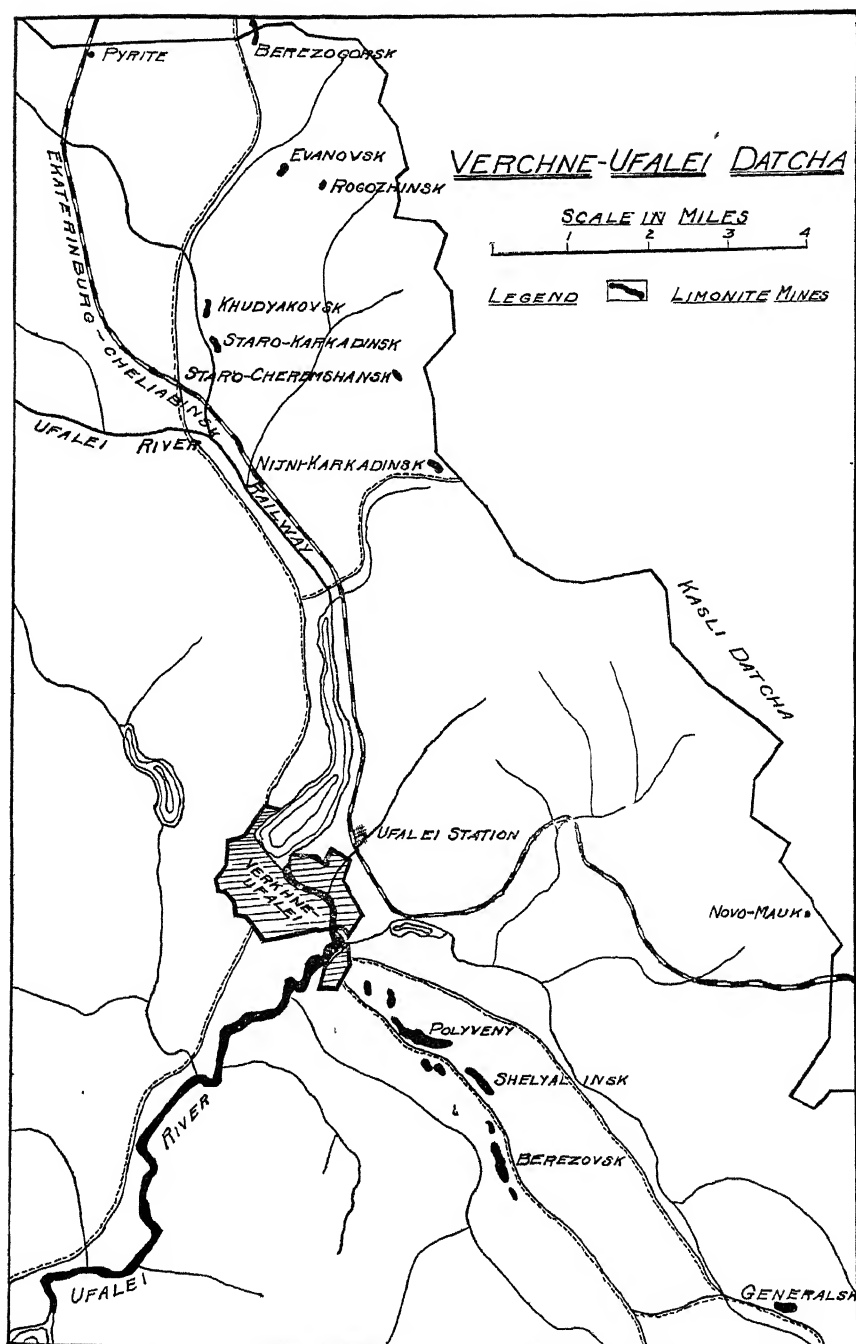 PYRITE
BEREZOGORSK
VERCHNE-UFALEI DATCHA
EVANOVSK
ROGOZHINSK
SCALE IN MILES
1 2 3 4
LEGEND LIMONITE MINES
EKATERINBURG-CHELIABINSK RAILWAY
KHUDYAKOVSK
STARO-KARKADINSK
STARO-CHEREMSHANSK
UFALEI RIVER
NIJNI-KARKADINSK
KASLI DATCHA
UFALEI STATION
VERKHNE-
UFALEI
NOVO-MAUK
POLYVENY
SHELYALINSK
RIVER
BEREZOVSK
UFALEI
GENERALSK